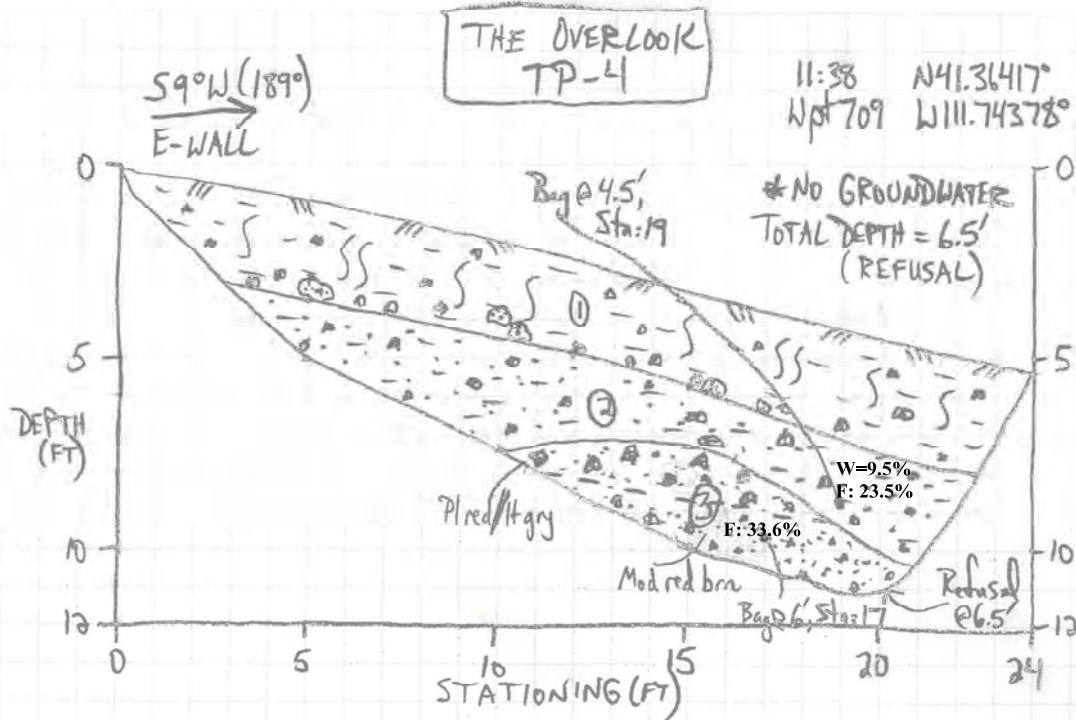 THE OVERLOOK
TP-4
S9°W (189°)
E-WALL
11:38 N41.36417°
Wpt 709 W111.74378°
* NO GROUNDWATER
TOTAL DEPTH = 6.5'
(REFUSAL)
Bag @ 4.5',
Sta: 19
0
5
10
12
DEPTH
(FT)
0
5
10
12
1
2
3
W=9.5%
F: 23.5%
F: 33.6%
Pl red/lt gry
Mod red brn
Bag @ 6', Sta: 17
Refusal
@6.5'
0 5 10 15 20 24
STATIONING (FT)